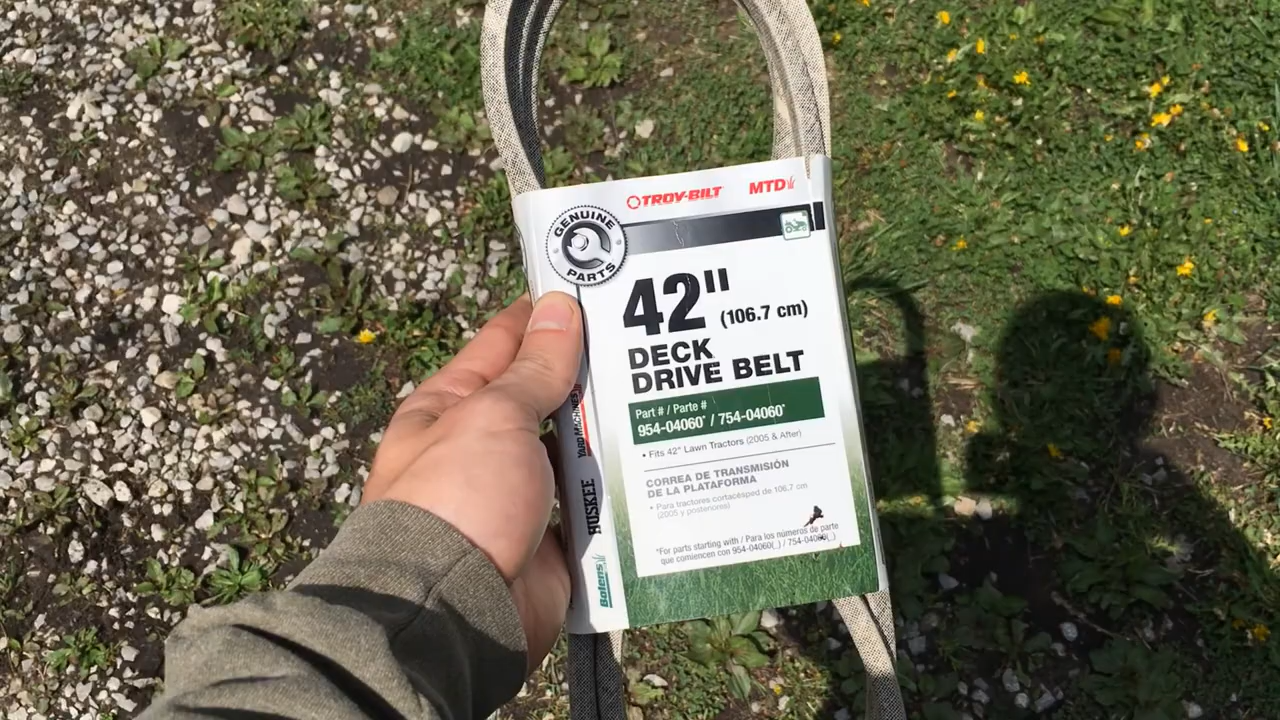 TROY-BILT
MTD
GENUINE
PARTS
42"
(106.7 cm)
DECK
DRIVE BELT
Part # / Parte #
954-04060* / 754-04060*
• Fits 42" Lawn Tractors (2005 & After)
CORREA DE TRANSMISIÓN
DE LA PLATAFORMA
• Para tractores cortacésped de 106.7 cm
(2005 y posteriores)
*For parts starting with / Para los números de parte
que comiencen con 954-04060(_) / 754-04060(_)
YARD MACHINES
HUSKEE
Bolens